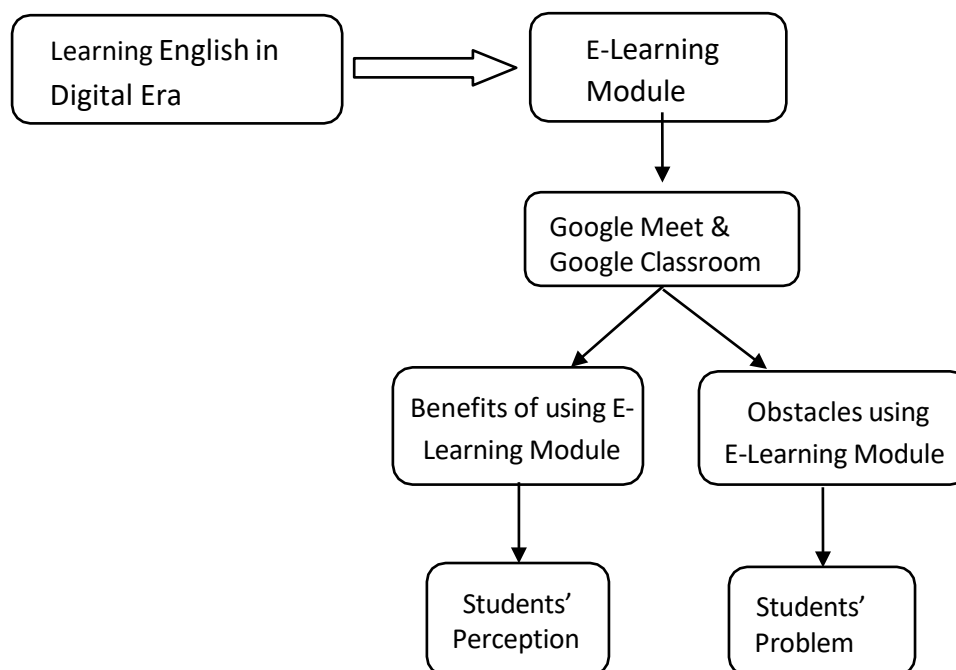 Learning English in
Digital Era
E-Learning
Module
Google Meet &
Google Classroom
Benefits of using E-
Learning Module
Obstacles using
E-Learning Module
Students’
Perception
Students’
Problem